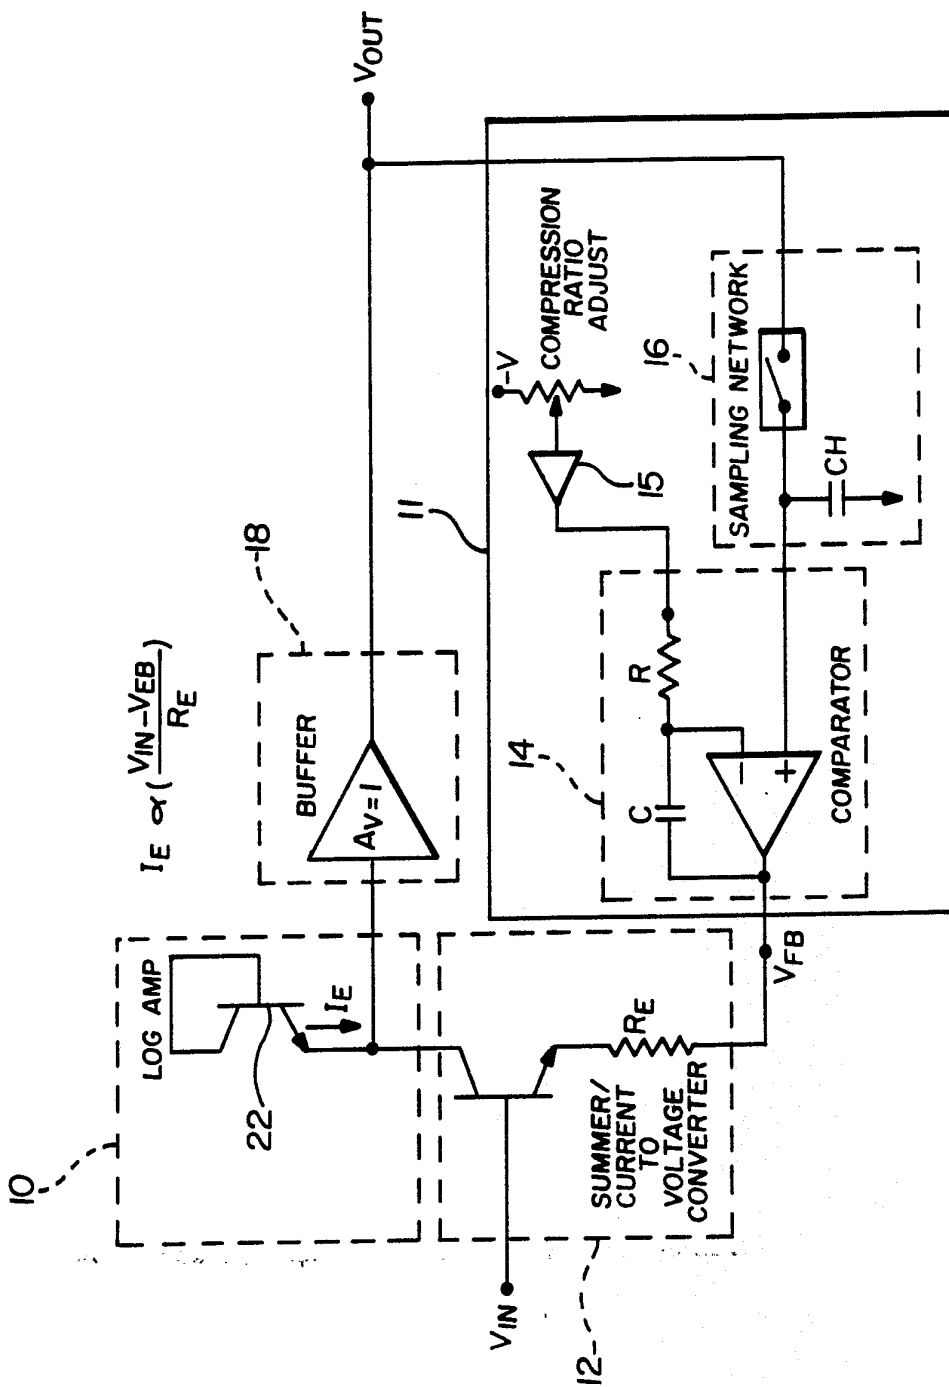 10
LOG AMP
22
IE
IE ∝ (VIN-VEB / RE)
BUFFER
AV=1
18
VOUT
VIN
12
SUMMER/
CURRENT
TO
VOLTAGE
CONVERTER
RE
VFB
11
14
C
R
-
+
COMPARATOR
15
-V
COMPRESSION
RATIO
ADJUST
16
SAMPLING NETWORK
CH